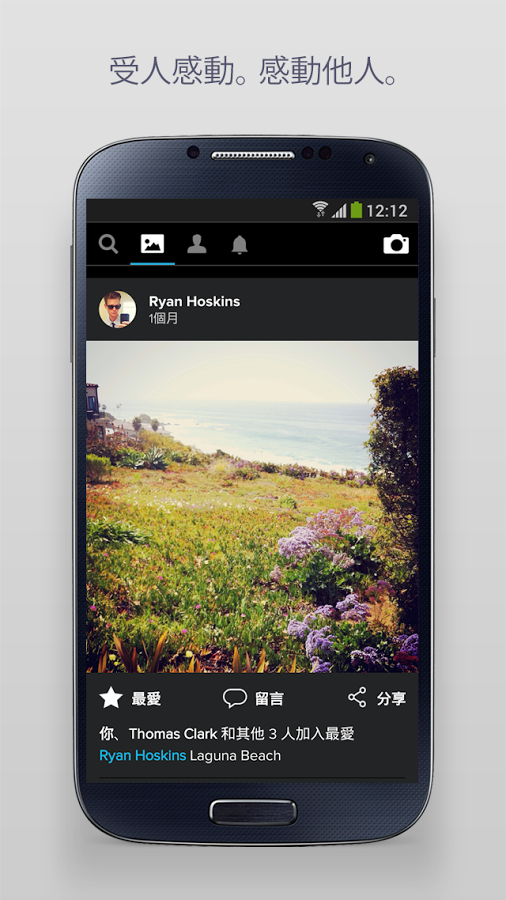 受人感動。感動他人。
12:12
Ryan Hoskins
1個月
最愛 留言 分享
你、Thomas Clark 和其他 3 人加入最愛
Ryan Hoskins Laguna Beach